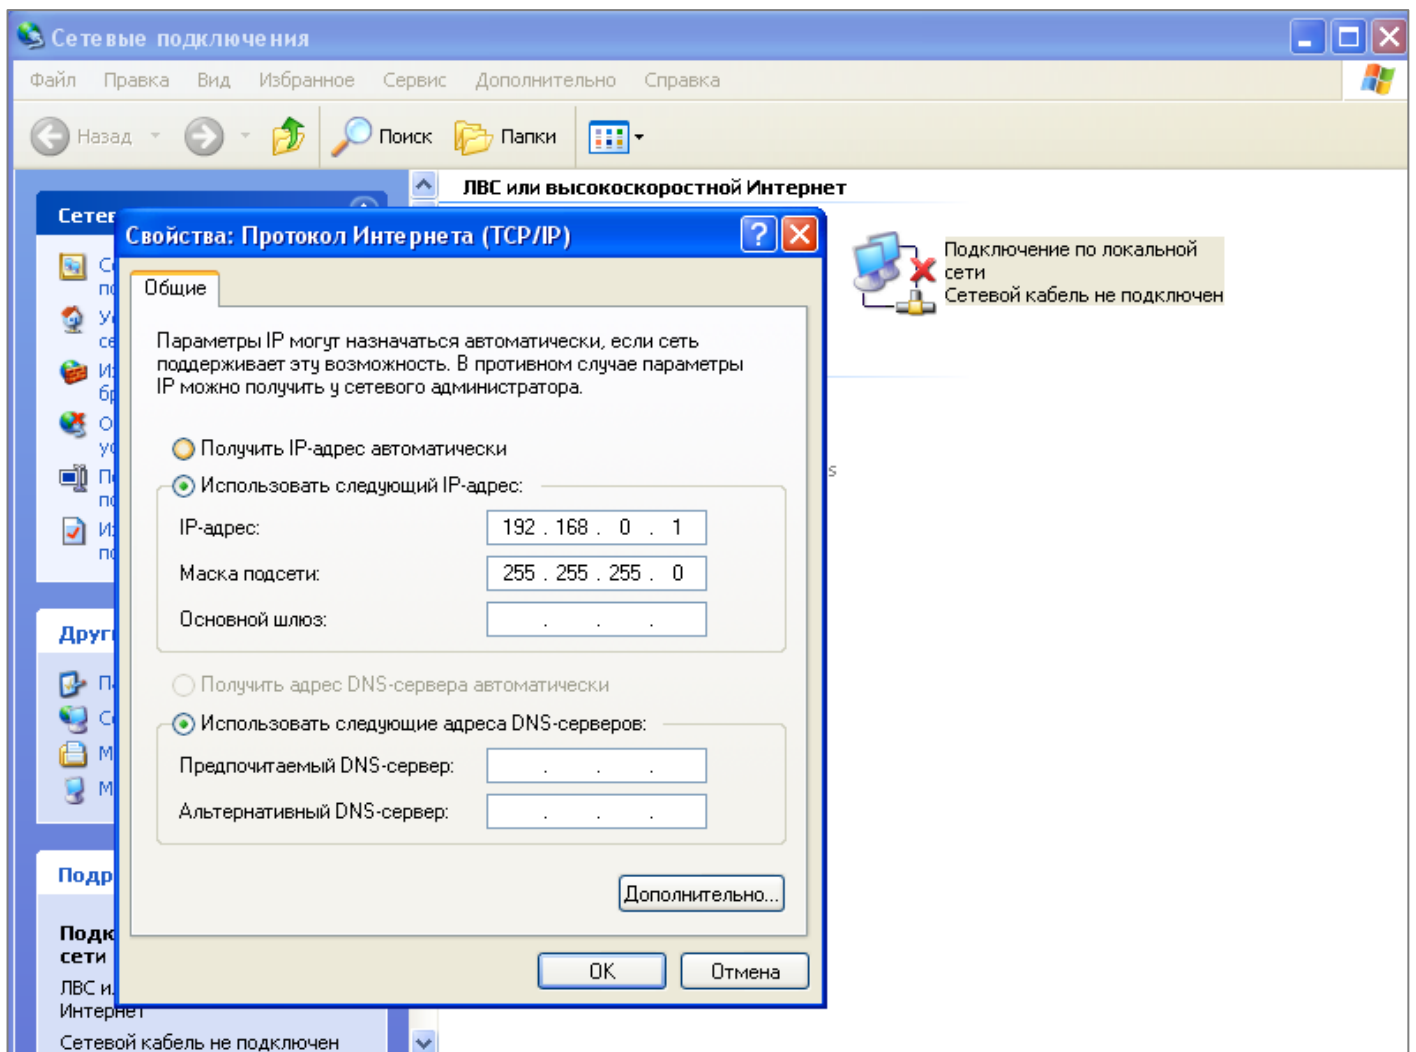 Сетевые подключения
Файл Правка Вид Избранное Сервис Дополнительно Справка
Назад Поиск Папки
ЛВС или высокоскоростной Интернет
Подключение по локальной
сети
Сетевой кабель не подключен
Свойства: Протокол Интернета (TCP/IP)
Общие
Параметры IP могут назначаться автоматически, если сеть
поддерживает эту возможность. В противном случае параметры
IP можно получить у сетевого администратора.
Получить IP-адрес автоматически
Использовать следующий IP-адрес:
IP-адрес: 192 . 168 . 0 . 1
Маска подсети: 255 . 255 . 255 . 0
Основной шлюз: . . .
Получить адрес DNS-сервера автоматически
Использовать следующие адреса DNS-серверов:
Предпочитаемый DNS-сервер: . . .
Альтернативный DNS-сервер: . . .
Дополнительно...
OK Отмена
сети
ЛВС и
Интернет
Сетевой кабель не подключен